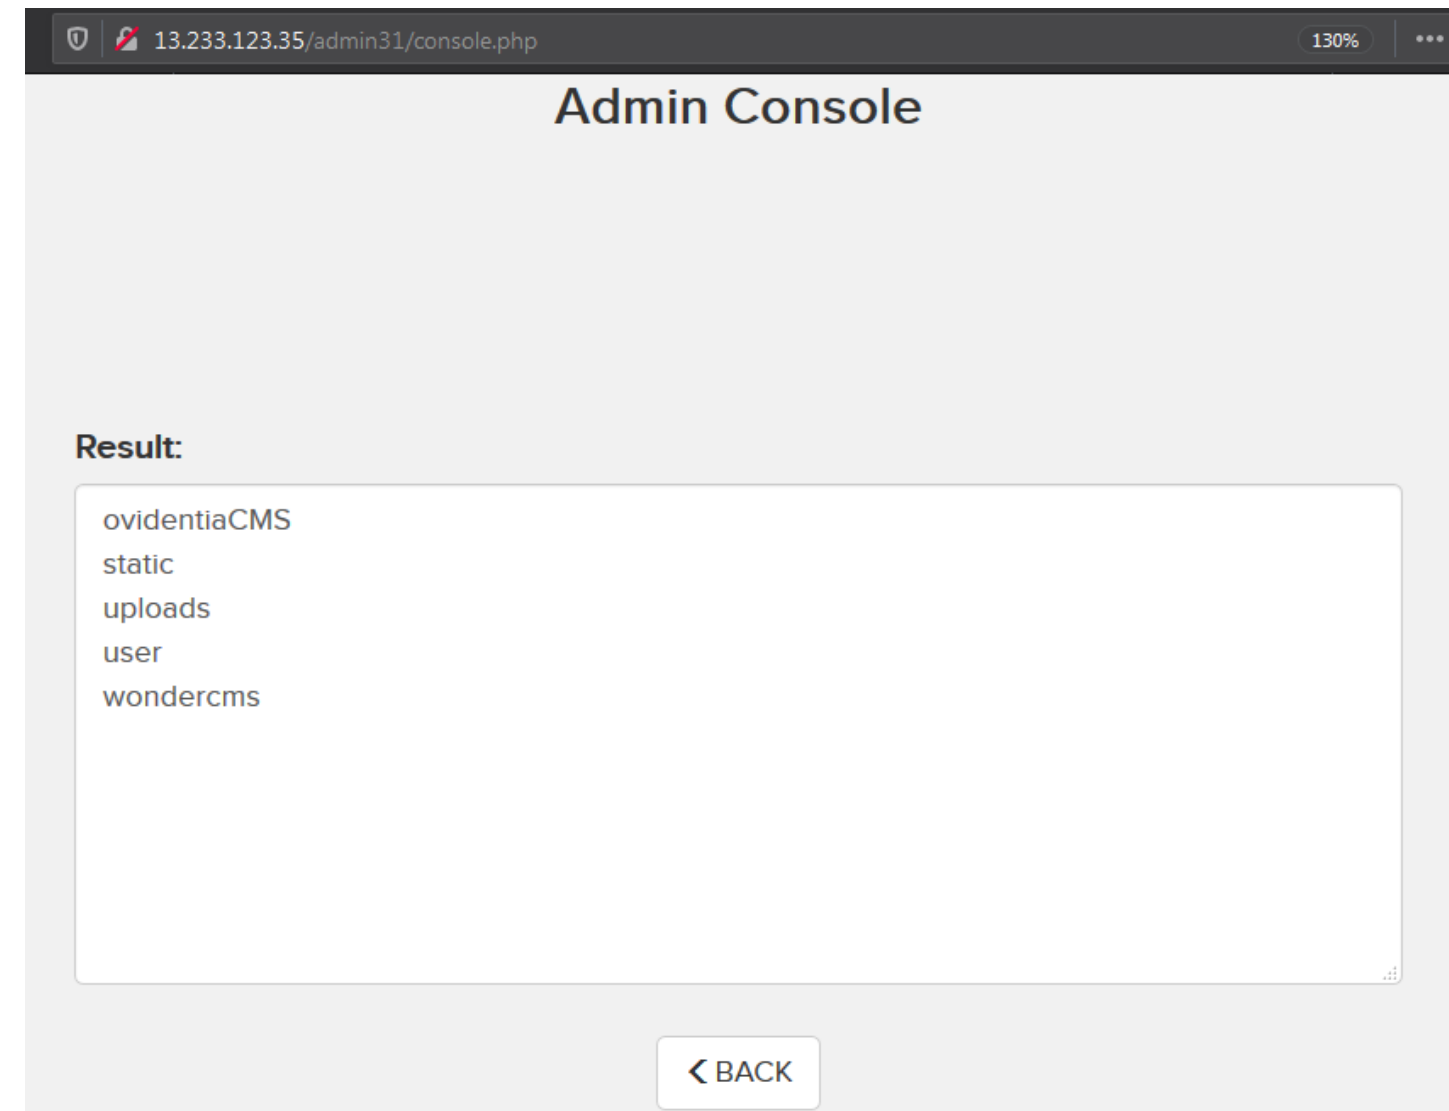 13.233.123.35/admin31/console.php 130%
Admin Console
Result:
ovidentiaCMS
static
uploads
user
wondercms
BACK